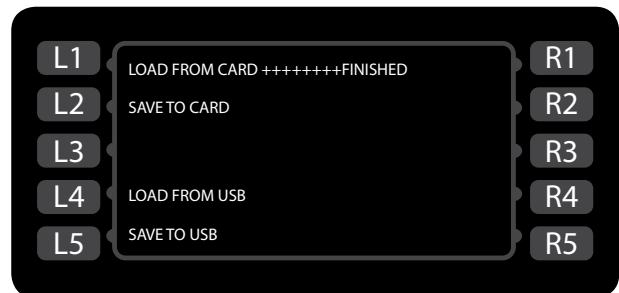 L1 LOAD FROM CARD ++++++++FINISHED R1
L2 SAVE TO CARD R2
L3 R3
L4 LOAD FROM USB R4
L5 SAVE TO USB R5